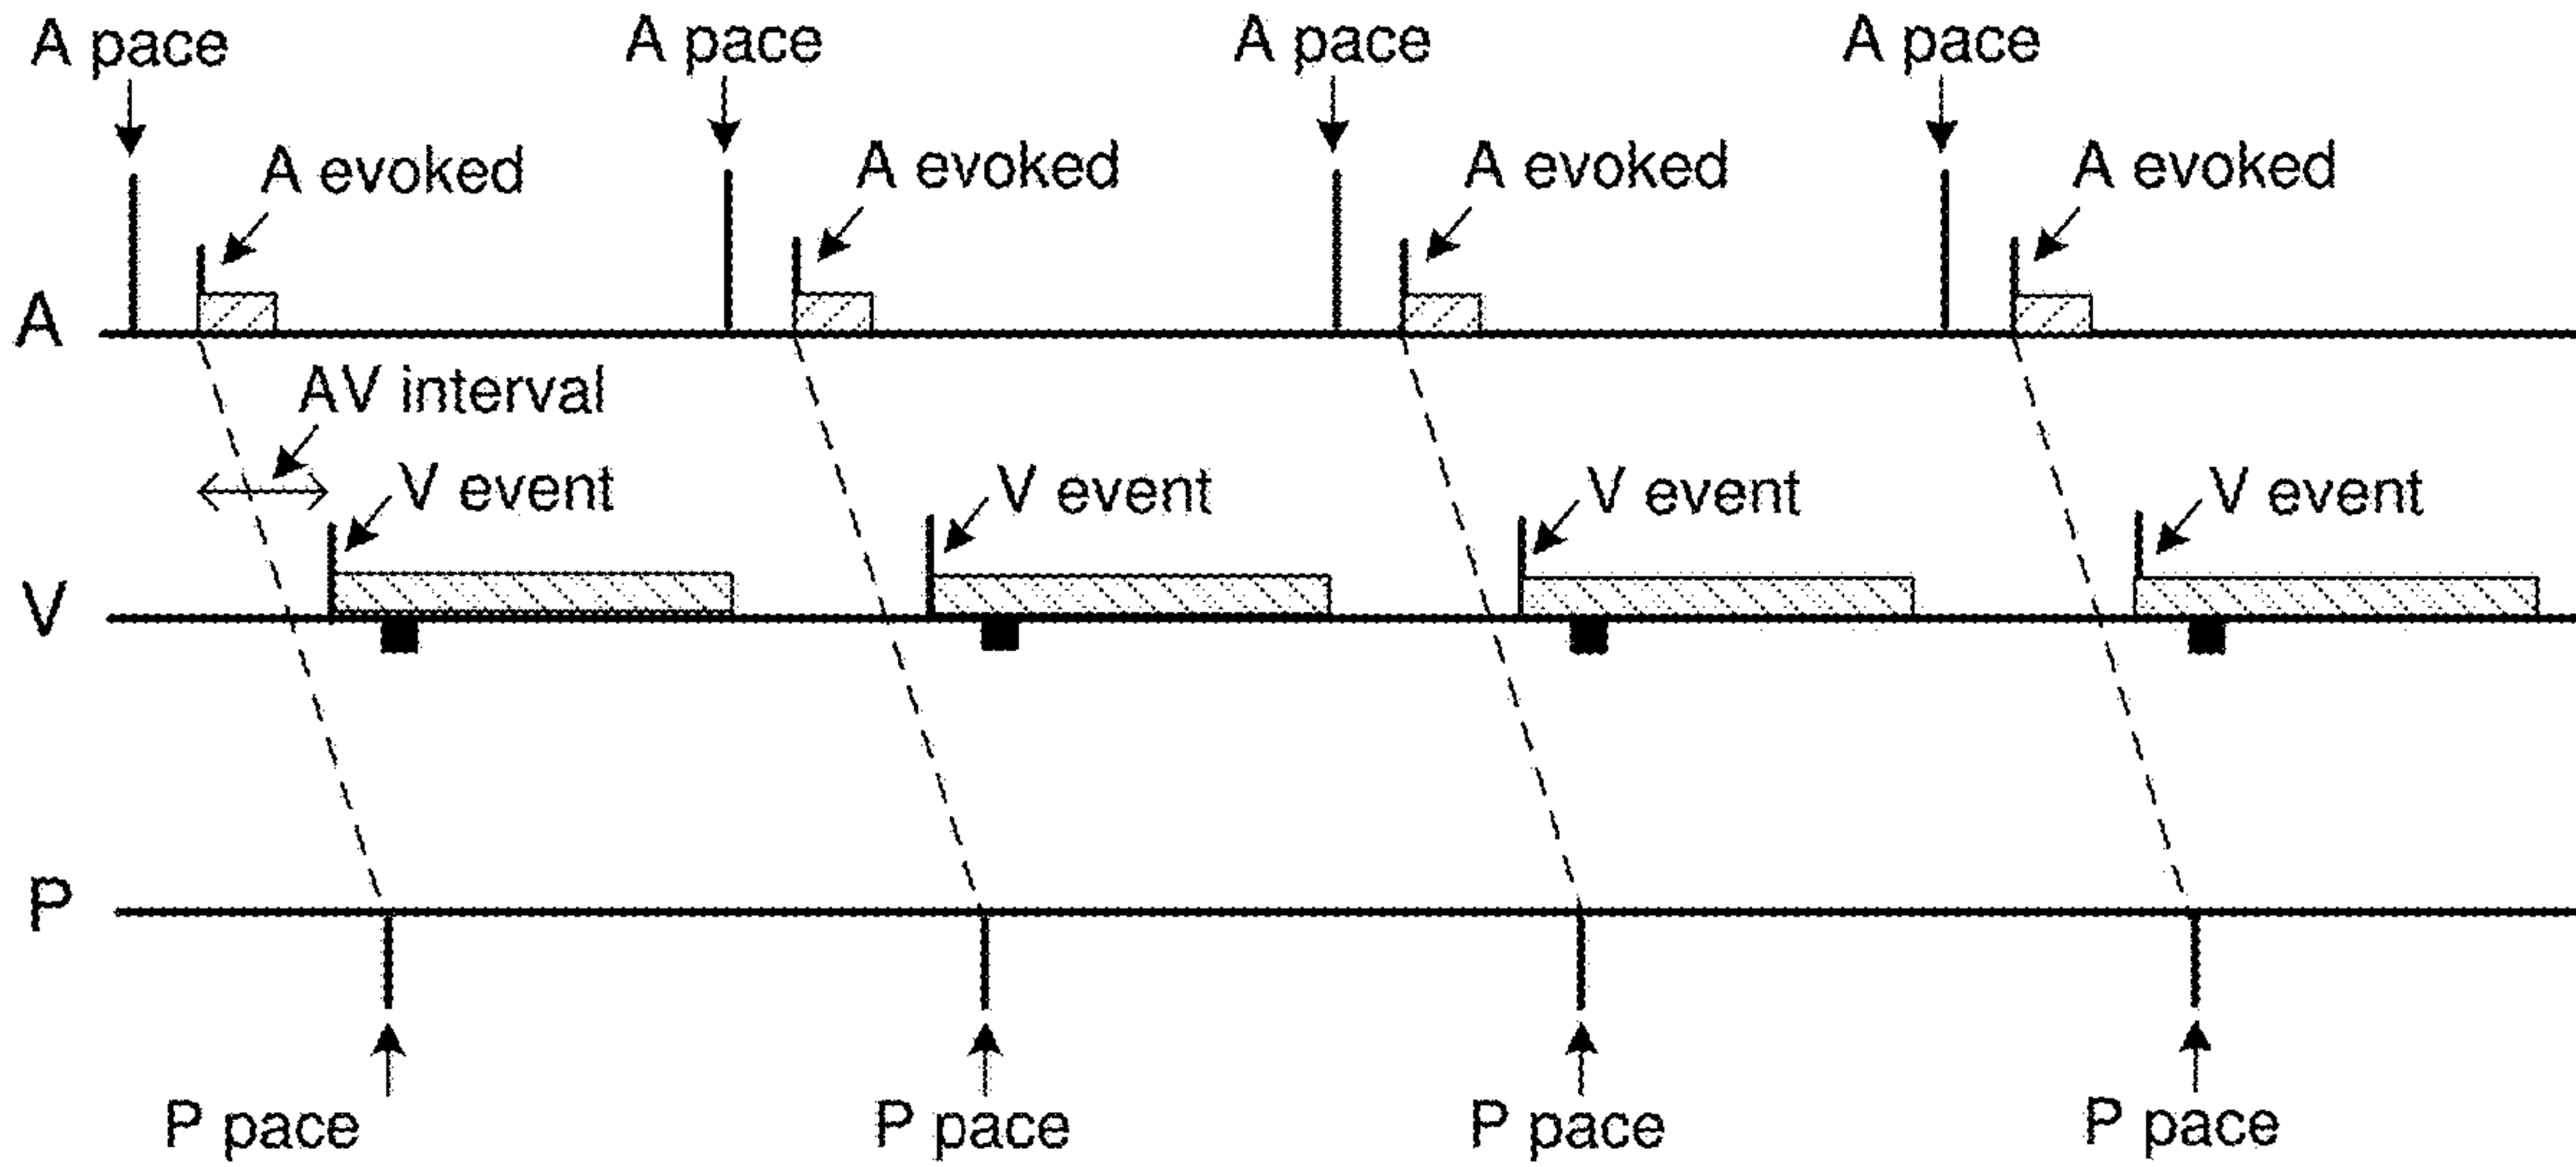 A pace A pace A pace A pace
A evoked A evoked A evoked A evoked
A
AV interval
V event V event V event V event
V
P
P pace P pace P pace P pace